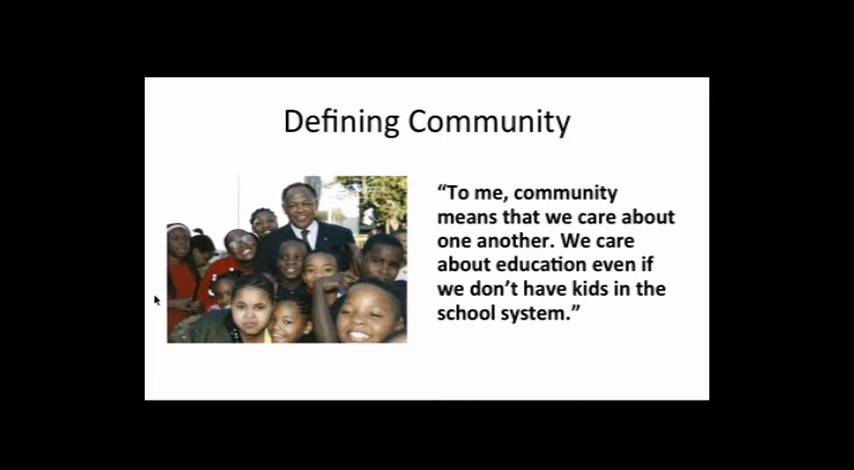 Defining Community
“To me, community
means that we care about
one another. We care
about education even if
we don’t have kids in the
school system.”